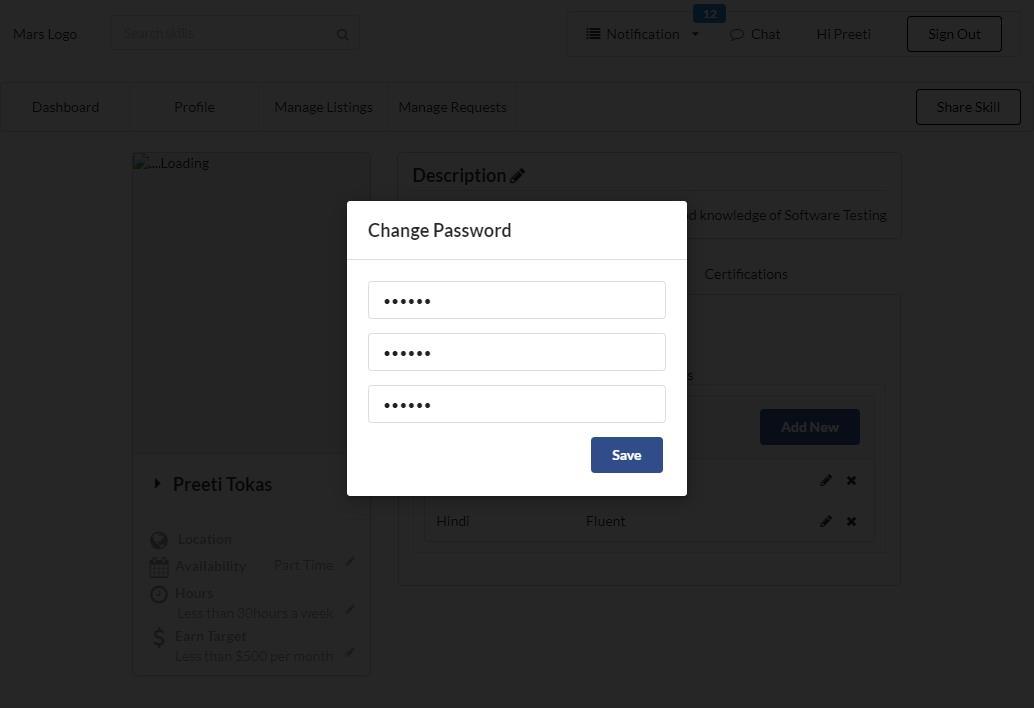 12
Mars Logo Search skills Notification Chat Hi Preeti Sign Out
Dashboard Profile Manage Listings Manage Requests Share Skill
....Loading
Description
knowledge of Software Testing
Change Password
Certifications
••••••
••••••
••••••
Add New
Save
Preeti Tokas
Hindi Fluent
Location
Availability Part Time
Hours
Less than 30hours a week
Earn Target
Less than $500 per month